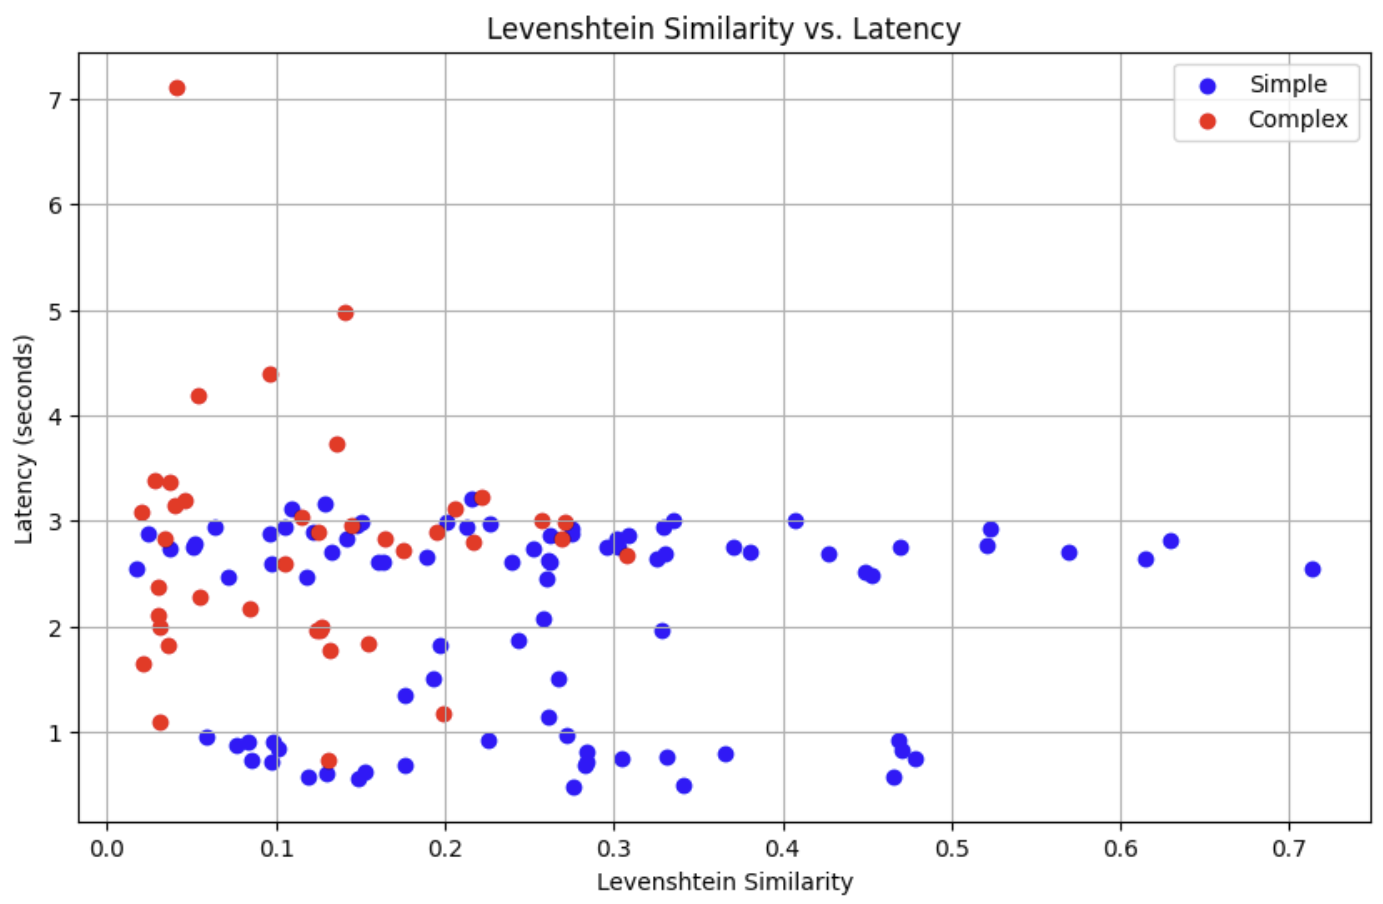 Levenshtein Similarity vs. Latency
Simple
Complex
7
6
5
4
3
2
1
Latency (seconds)
0.0 0.1 0.2 0.3 0.4 0.5 0.6 0.7
Levenshtein Similarity